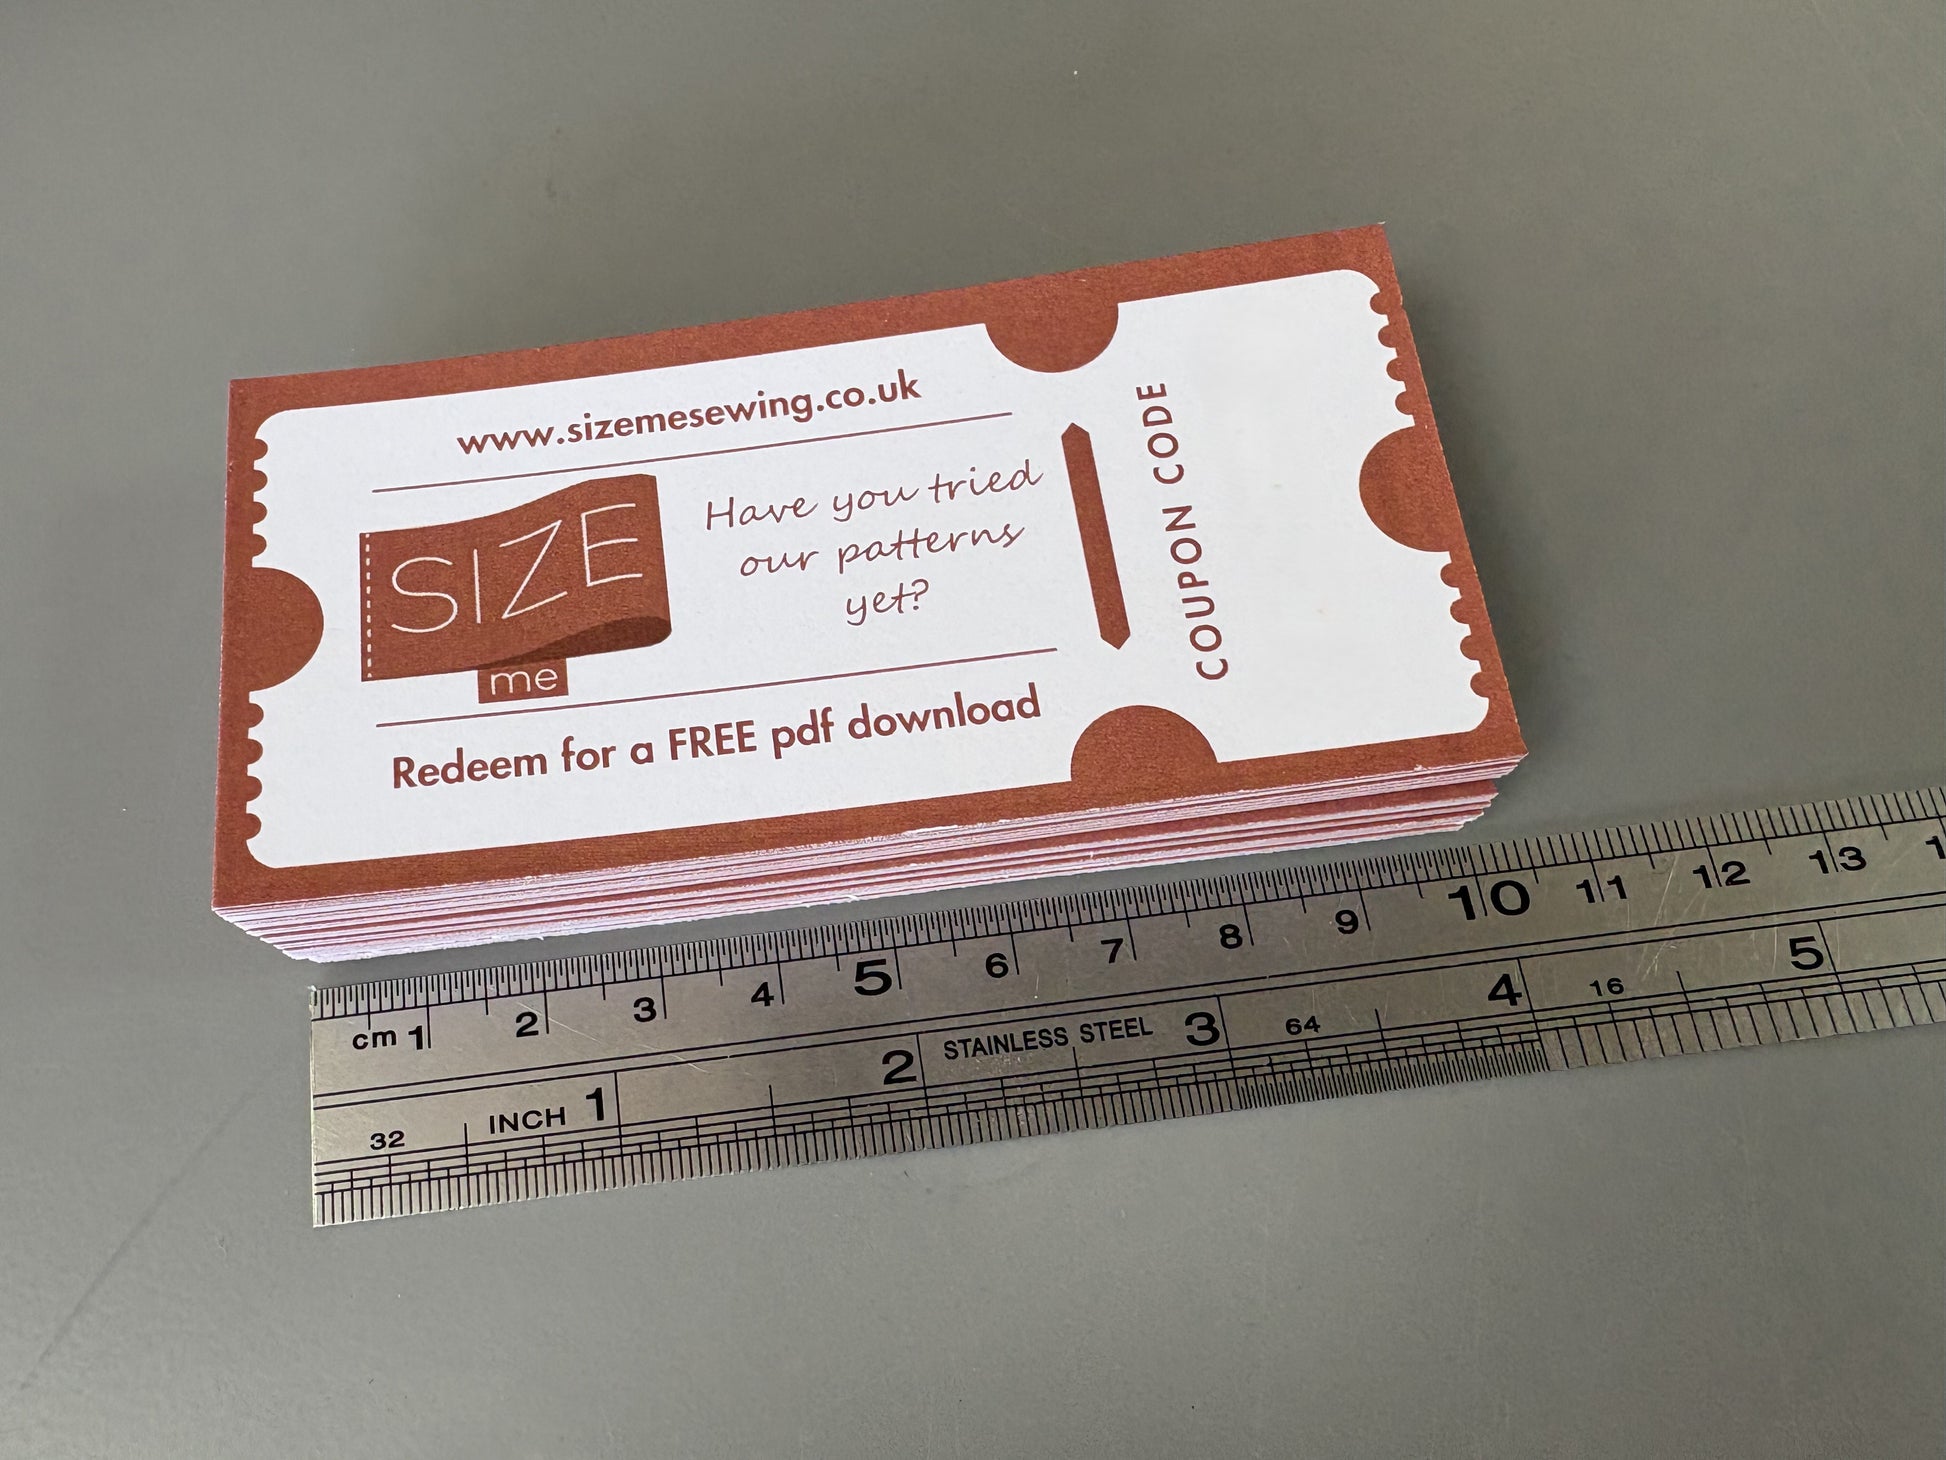 www.sizemesewing.co.uk
SIZE
me
Have you tried
our patterns
yet?
Redeem for a FREE pdf download
COUPON CODE
cm 1 2 3 4 5 6 7 8 9 10 11 12 13 1
INCH 1 2 STAINLESS STEEL 3 64 4 16 5
32